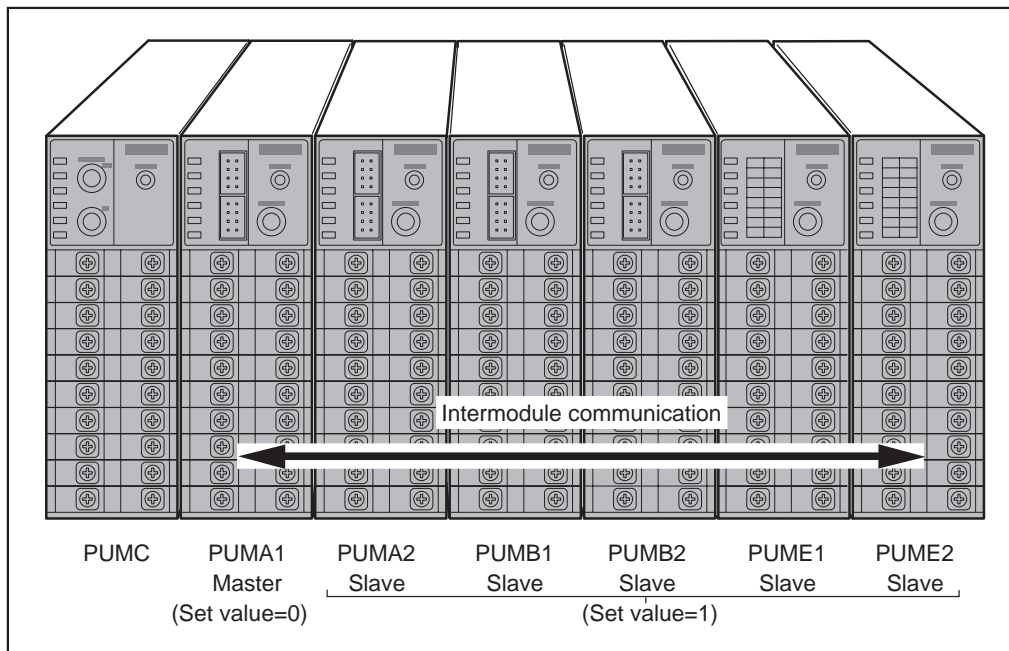 Intermodule communication
PUMC PUMA1 PUMA2 PUMB1 PUMB2 PUME1 PUME2
Master Slave Slave Slave Slave Slave
(Set value=0) (Set value=1)